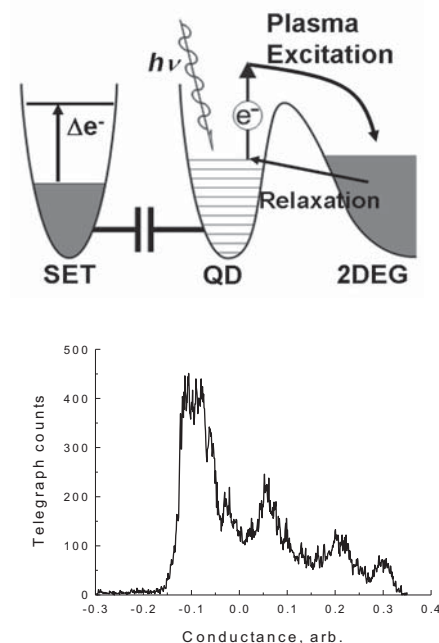 Plasma
Excitation
hν
e-
Δe-
Relaxation
SET
QD
2DEG
500
400
300
200
100
0
Telegraph counts
-0.3 -0.2 -0.1 0.0 0.1 0.2 0.3 0.4
Conductance, arb.